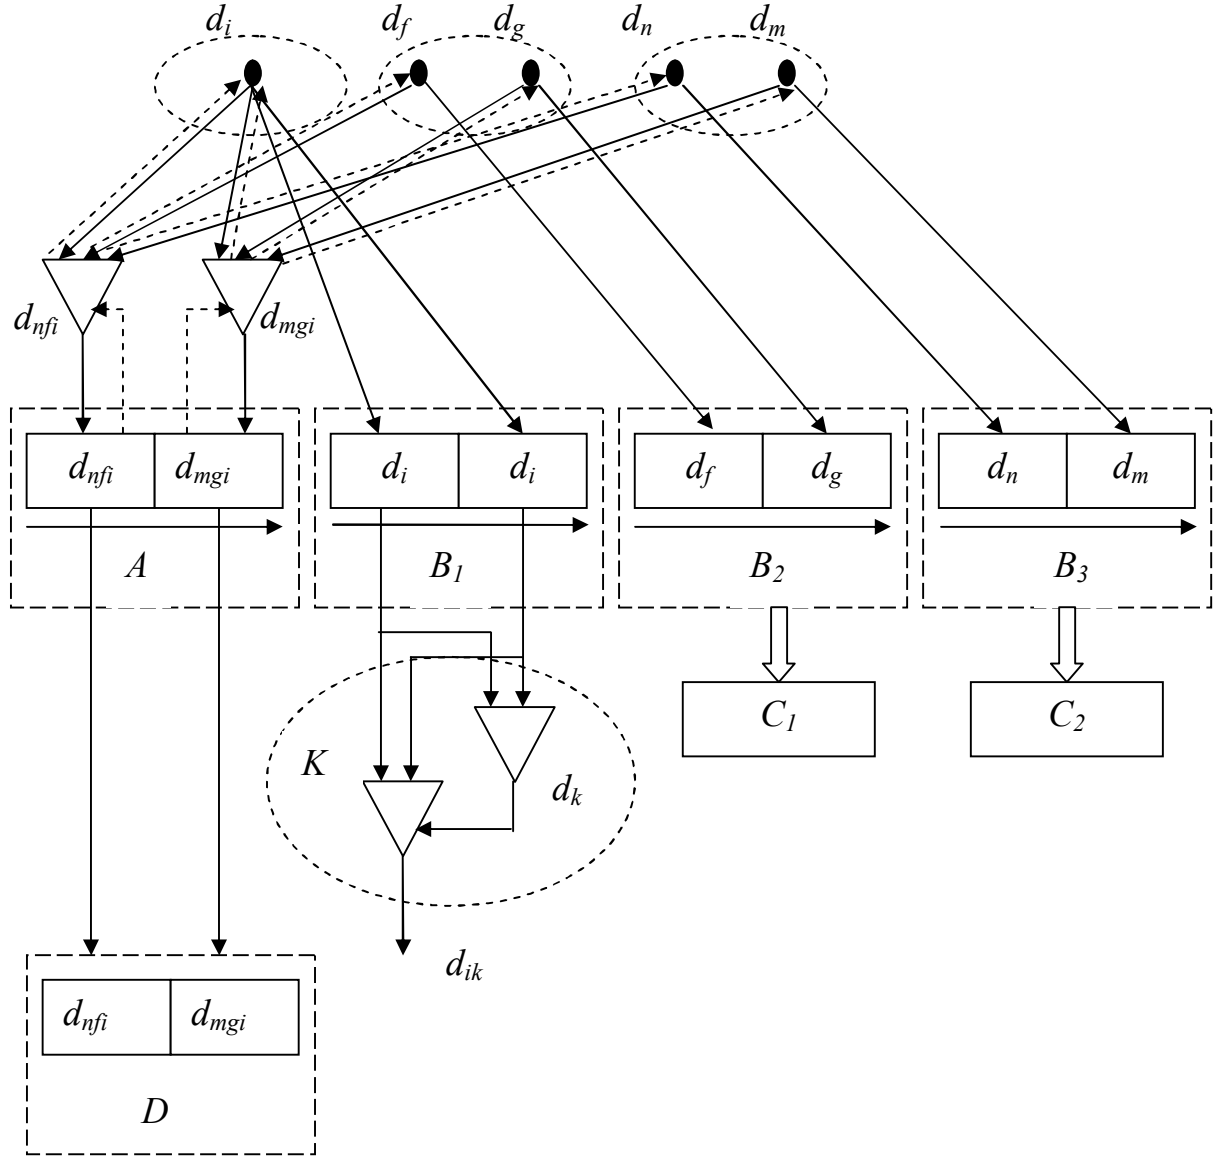 d_i d_f d_g d_n d_m
d_nfi d_mgi
d_nfi d_mgi d_i d_i d_f d_g d_n d_m
A B_1 B_2 B_3
C_1 C_2
K
d_k
d_ik
d_nfi d_mgi
D